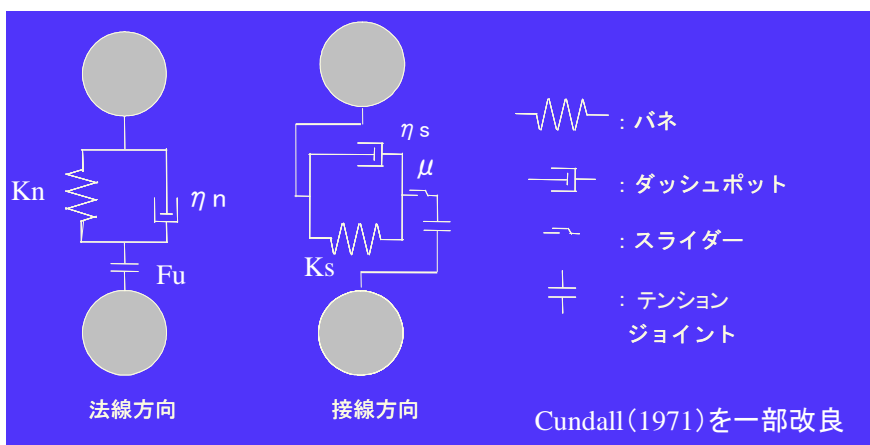 Kn
ηn
Fu
法線方向
ηs
μ
Ks
接線方向
：バネ
：ダッシュポット
：スライダー
：テンション
ジョイント
Cundall（1971）を一部改良